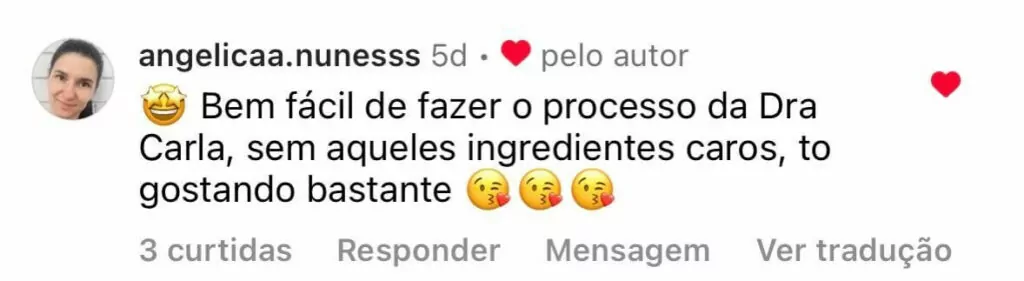 angelicaa.nunesss 5d • ❤️ pelo autor
🤩 Bem fácil de fazer o processo da Dra
Carla, sem aqueles ingredientes caros, to
gostando bastante 😘😘😘
3 curtidas Responder Mensagem Ver tradução